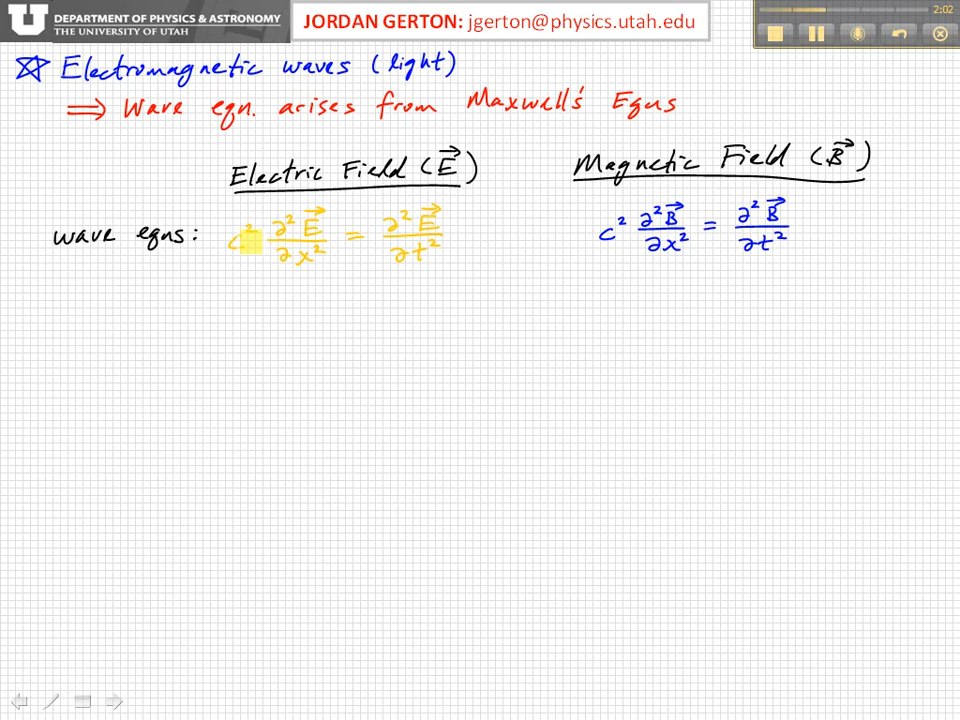 DEPARTMENT OF PHYSICS & ASTRONOMY
THE UNIVERSITY OF UTAH
JORDAN GERTON: jgerton@physics.utah.edu
2:02
Electromagnetic waves (light)
⟹ Wave eqn. arises from Maxwell's Eqns
Electric Field (E⃗) Magnetic Field (B⃗)
wave eqns: c² ∂²E⃗/∂x² = ∂²E⃗/∂t² c² ∂²B⃗/∂x² = ∂²B⃗/∂t²